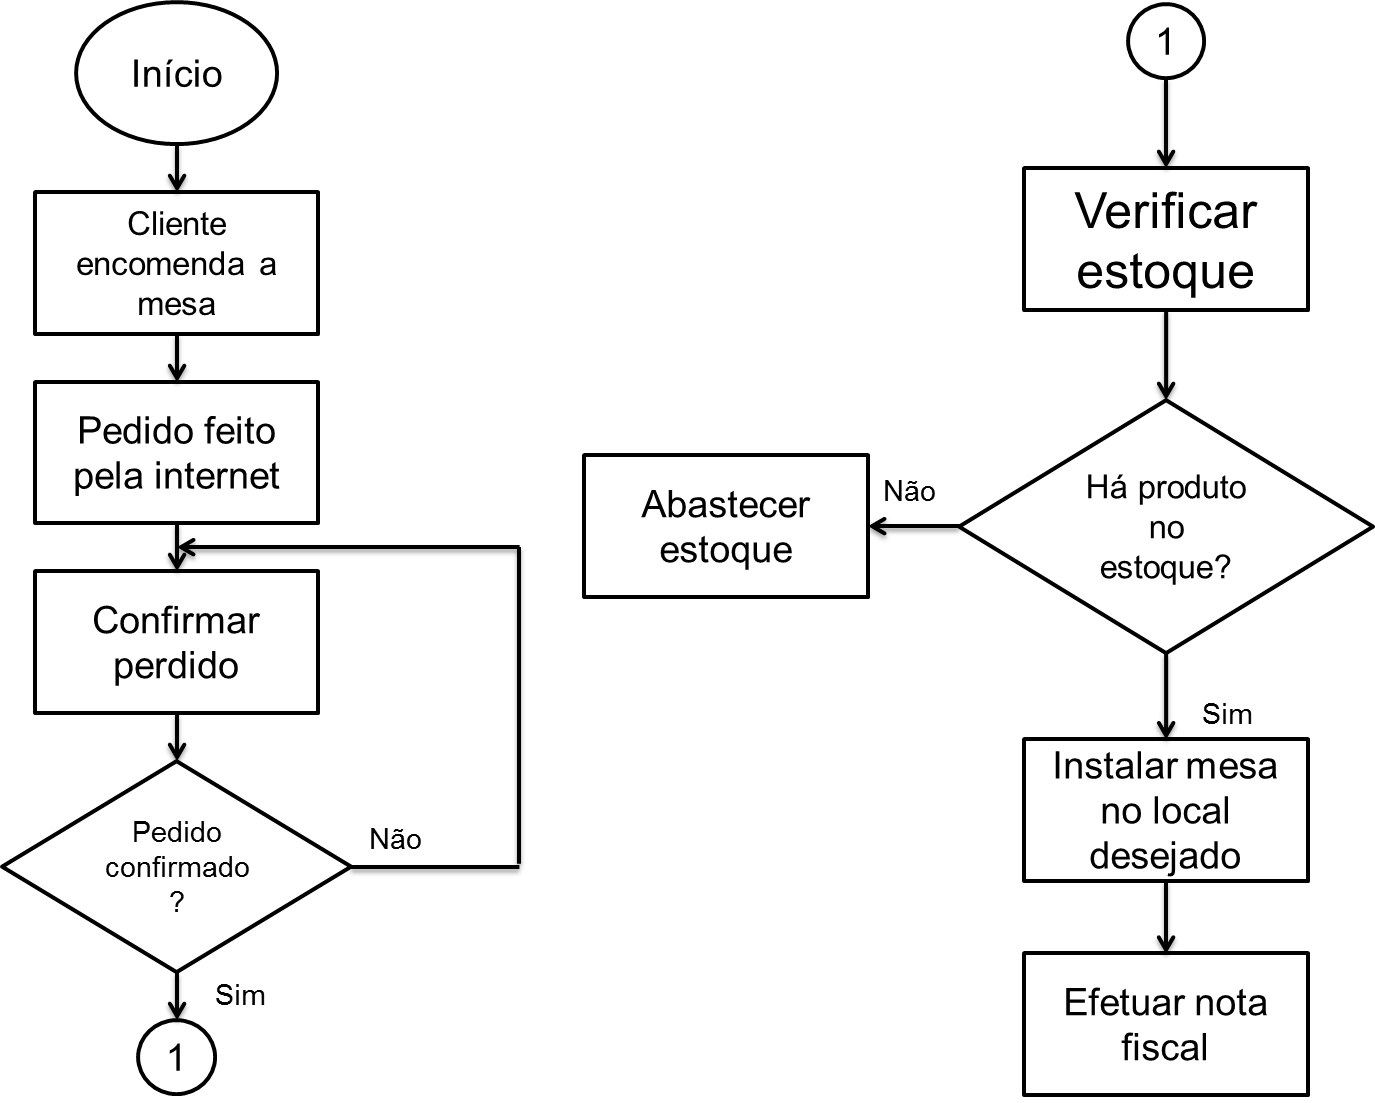 Início
Cliente
encomenda a
mesa
Pedido feito
pela internet
Confirmar
perdido
Pedido
confirmado
?
Não
Sim
1
1
Verificar
estoque
Há produto
no
estoque?
Não
Abastecer
estoque
Sim
Instalar mesa
no local
desejado
Efetuar nota
fiscal